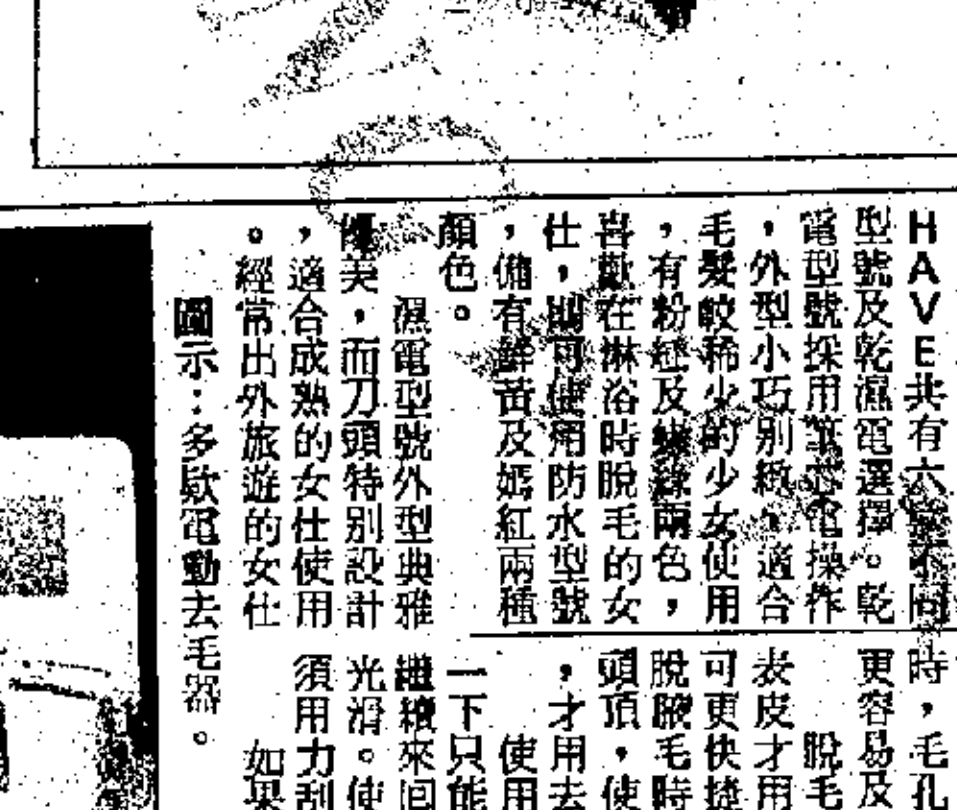 HAVE共有六款不同
型號及乾濕電選擇。乾
電型號採用筆芯電操作
，外型小巧別緻，適合
毛髮較稀少的少女使用
，有粉紅及綠兩色，
喜歡在淋浴時脫毛的女
仕，則可使用防水型號
，備有鮮黃及嫣紅兩種
顏色。
濕電型號外型典雅
優美，而刀頭特別設計
，適合成熟的女仕使用
。經常出外旅遊的女仕
圖示：多款電動去毛器。
時，毛孔
更容易及
脫毛
表皮才用
可更快捷
脫腋毛時
頭頂，使
，才用去
使用
一下只能
繼續來回
光滑。使
須用力刮
如果